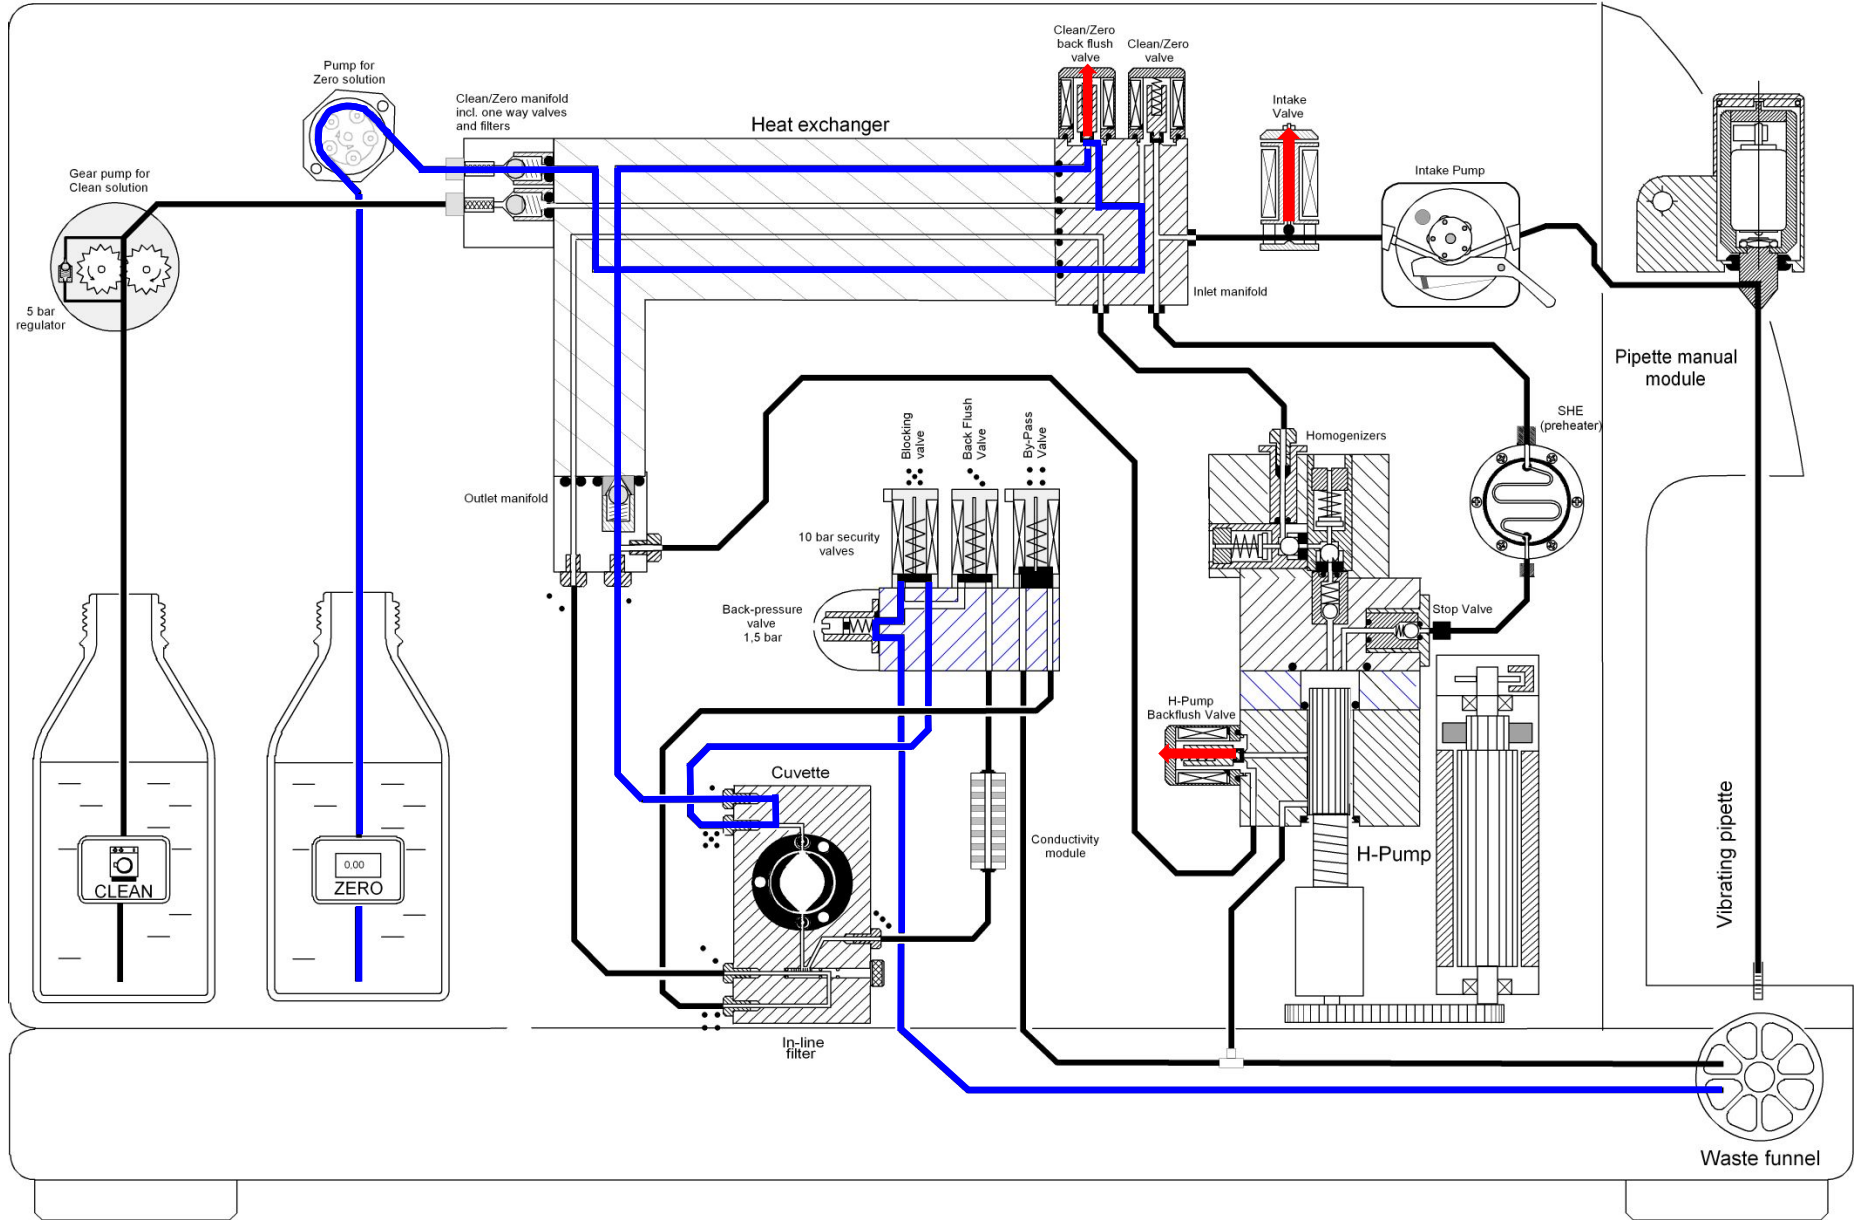 Clean/Zero
back flush
valve
Clean/Zero
valve
Pump for
Zero solution
Clean/Zero manifold
incl. one way valves
and filters
Heat exchanger
Intake
Valve
Gear pump for
Clean solution
Intake Pump
5 bar
regulator
Inlet manifold
Pipette manual
module
SHE
(preheater)
Blocking
valve
Back Flush
Valve
By-Pass
Valve
Homogenizers
Outlet manifold
10 bar security
valves
Back-pressure
valve
1,5 bar
Stop Valve
H-Pump
Backflush Valve
Cuvette
Conductivity
module
H-Pump
Vibrating pipette
CLEAN
0,00
ZERO
In-line
filter
Waste funnel